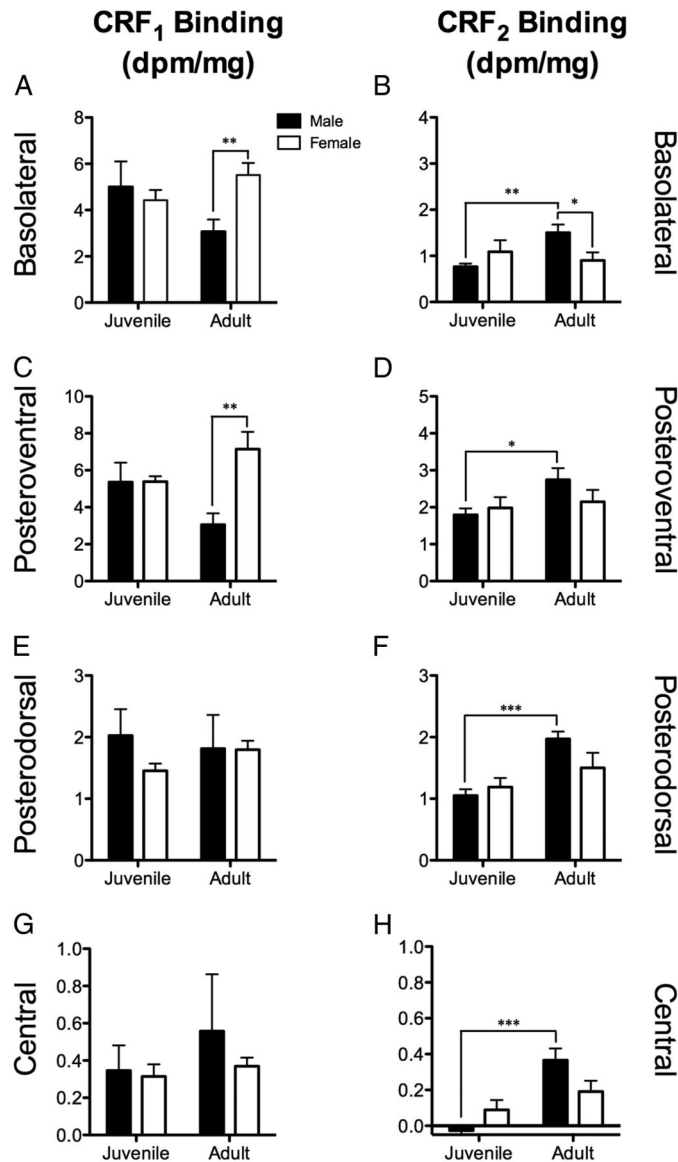 CRF1 Binding
(dpm/mg)
CRF2 Binding
(dpm/mg)
A
Basolateral
8
6
4
2
0
**
Male
Female
Juvenile
Adult
B
4
3
2
1
0
**
*
Juvenile
Adult
Basolateral
C
Posteroventral
10
8
6
4
2
0
**
Juvenile
Adult
D
5
4
3
2
1
0
*
Juvenile
Adult
Posteroventral
E
Posterodorsal
3
2
1
0
Juvenile
Adult
F
3
2
1
0
***
Juvenile
Adult
Posterodorsal
G
Central
1.0
0.8
0.6
0.4
0.2
0.0
Juvenile
Adult
H
1.0
0.8
0.6
0.4
0.2
0.0
***
Juvenile
Adult
Central